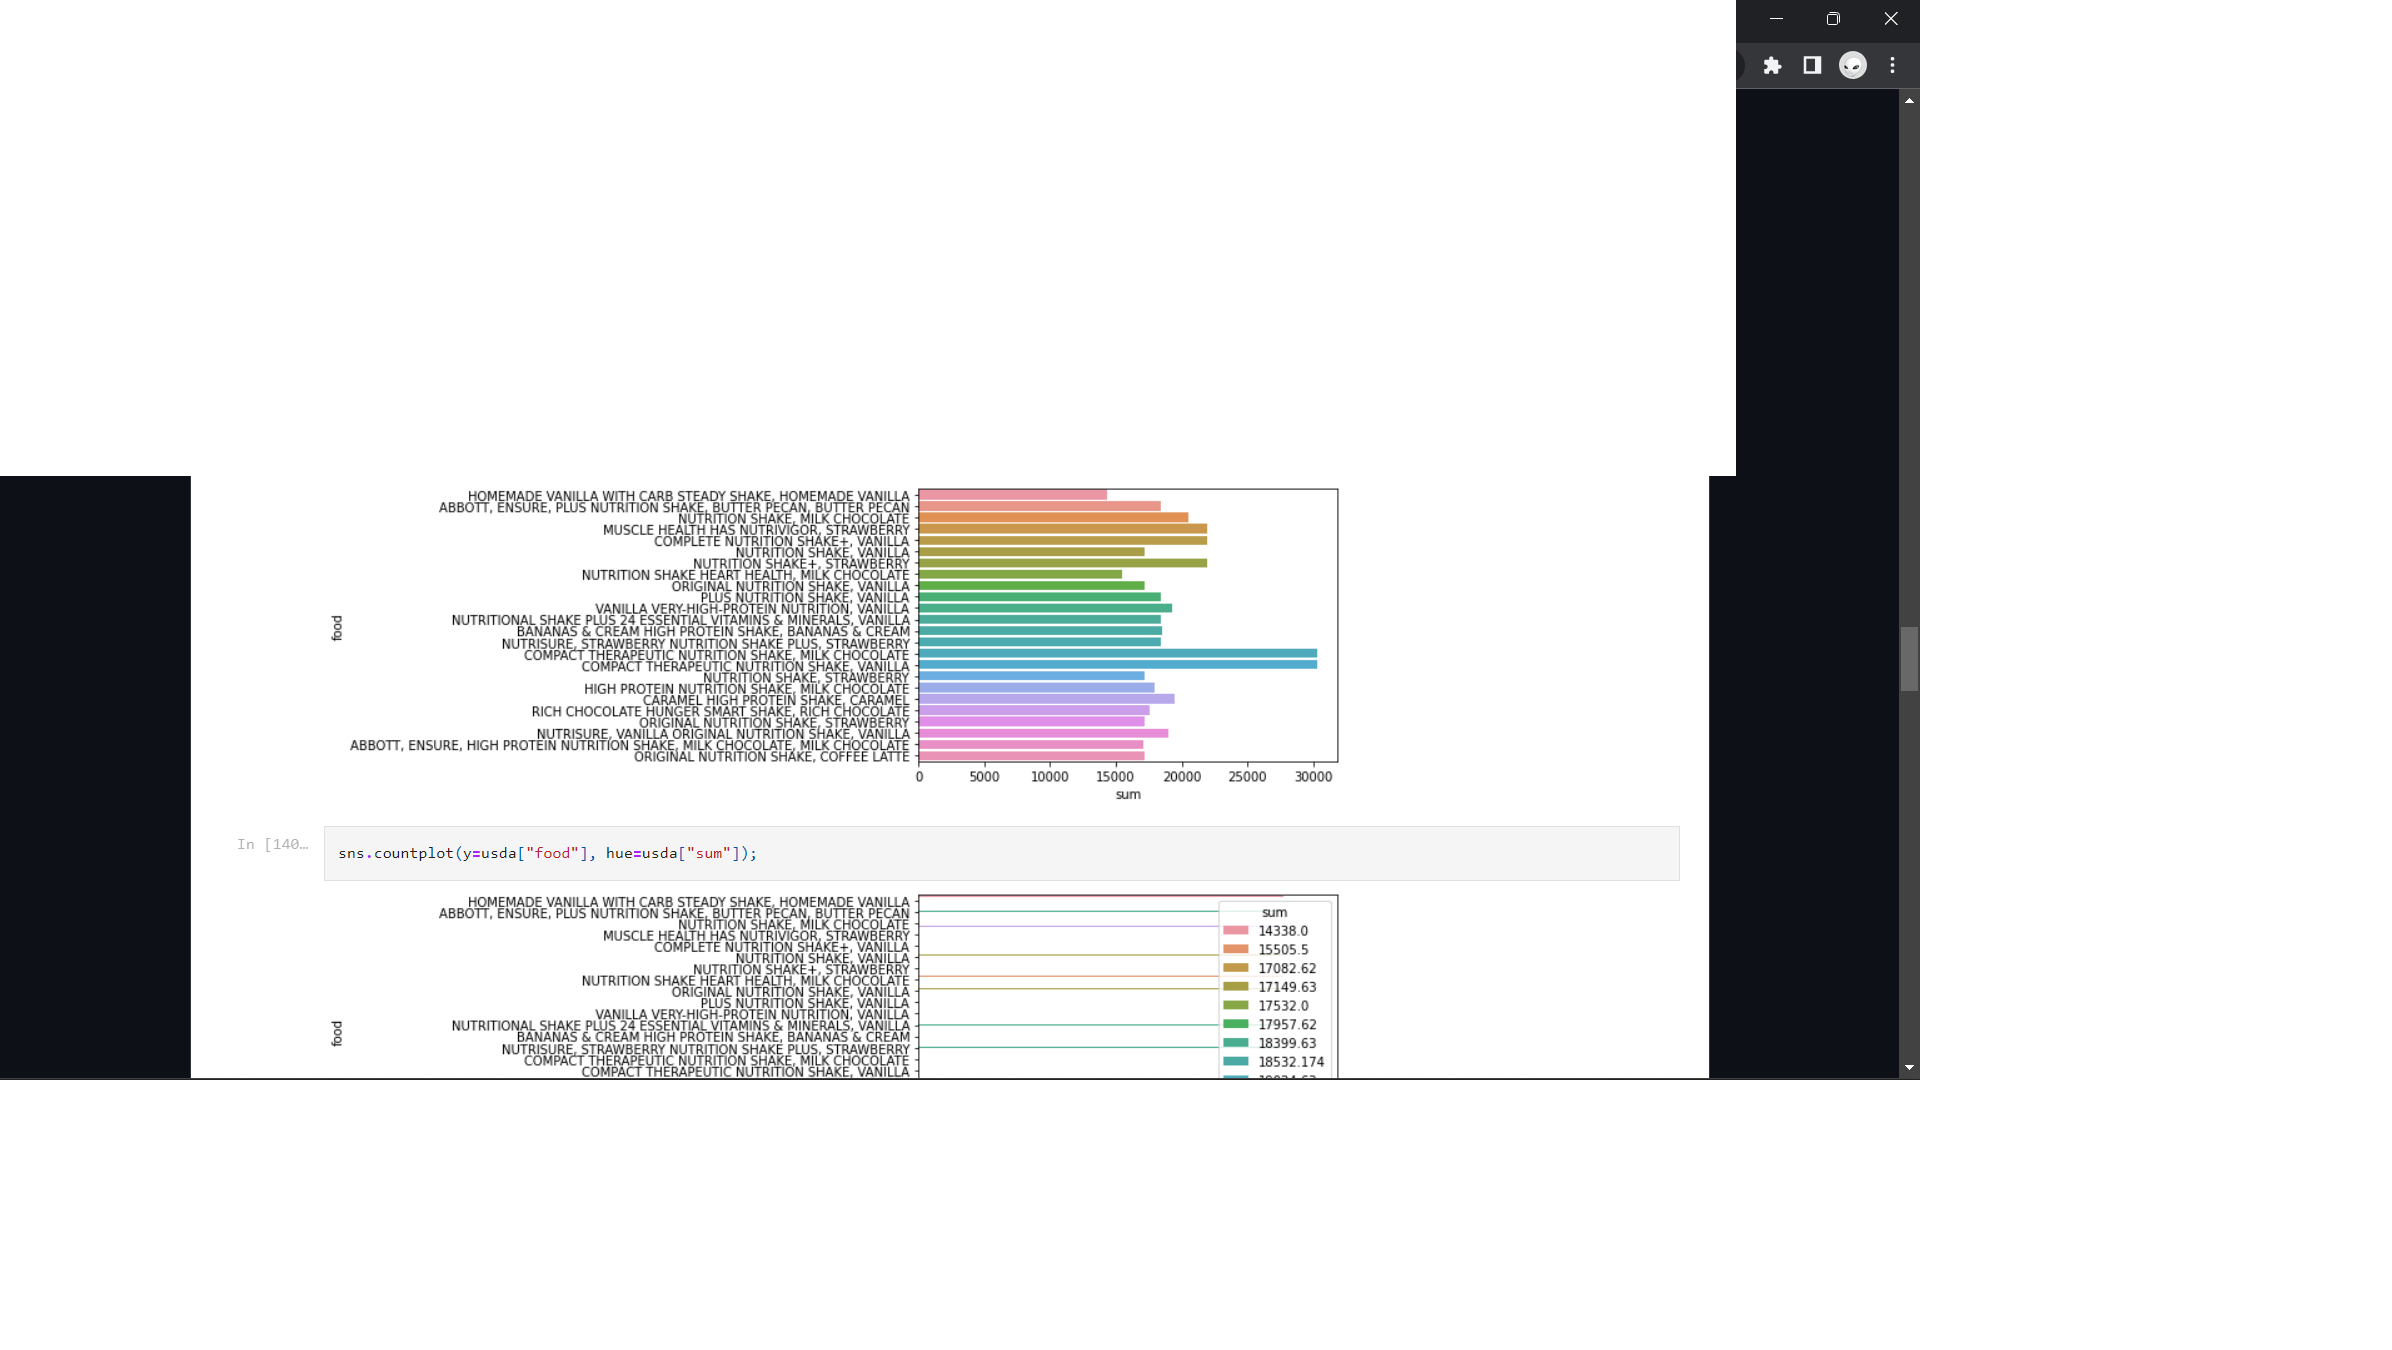 HOMEMADE VANILLA WITH CARB STEADY SHAKE, HOMEMADE VANILLA
ABBOTT, ENSURE, PLUS NUTRITION SHAKE, BUTTER PECAN, BUTTER PECAN
NUTRITION SHAKE, MILK CHOCOLATE
MUSCLE HEALTH HAS NUTRIVIGOR, STRAWBERRY
COMPLETE NUTRITION SHAKE+, VANILLA
NUTRITION SHAKE, VANILLA
NUTRITION SHAKE+, STRAWBERRY
NUTRITION SHAKE HEART HEALTH, MILK CHOCOLATE
ORIGINAL NUTRITION SHAKE, VANILLA
PLUS NUTRITION SHAKE, VANILLA
VANILLA VERY-HIGH-PROTEIN NUTRITION, VANILLA
NUTRITIONAL SHAKE PLUS 24 ESSENTIAL VITAMINS & MINERALS, VANILLA
BANANAS & CREAM HIGH PROTEIN SHAKE, BANANAS & CREAM
NUTRISURE, STRAWBERRY NUTRITION SHAKE PLUS, STRAWBERRY
COMPACT THERAPEUTIC NUTRITION SHAKE, MILK CHOCOLATE
COMPACT THERAPEUTIC NUTRITION SHAKE, VANILLA
NUTRITION SHAKE, STRAWBERRY
HIGH PROTEIN NUTRITION SHAKE, MILK CHOCOLATE
CARAMEL HIGH PROTEIN SHAKE, CARAMEL
RICH CHOCOLATE HUNGER SMART SHAKE, RICH CHOCOLATE
ORIGINAL NUTRITION SHAKE, STRAWBERRY
NUTRISURE, VANILLA ORIGINAL NUTRITION SHAKE, VANILLA
ABBOTT, ENSURE, HIGH PROTEIN NUTRITION SHAKE, MILK CHOCOLATE, MILK CHOCOLATE
ORIGINAL NUTRITION SHAKE, COFFEE LATTE
food
0 5000 10000 15000 20000 25000 30000
sum
In [140…
sns.countplot(y=usda["food"], hue=usda["sum"]);
HOMEMADE VANILLA WITH CARB STEADY SHAKE, HOMEMADE VANILLA
ABBOTT, ENSURE, PLUS NUTRITION SHAKE, BUTTER PECAN, BUTTER PECAN
NUTRITION SHAKE, MILK CHOCOLATE
MUSCLE HEALTH HAS NUTRIVIGOR, STRAWBERRY
COMPLETE NUTRITION SHAKE+, VANILLA
NUTRITION SHAKE, VANILLA
NUTRITION SHAKE+, STRAWBERRY
NUTRITION SHAKE HEART HEALTH, MILK CHOCOLATE
ORIGINAL NUTRITION SHAKE, VANILLA
PLUS NUTRITION SHAKE, VANILLA
VANILLA VERY-HIGH-PROTEIN NUTRITION, VANILLA
NUTRITIONAL SHAKE PLUS 24 ESSENTIAL VITAMINS & MINERALS, VANILLA
BANANAS & CREAM HIGH PROTEIN SHAKE, BANANAS & CREAM
NUTRISURE, STRAWBERRY NUTRITION SHAKE PLUS, STRAWBERRY
COMPACT THERAPEUTIC NUTRITION SHAKE, MILK CHOCOLATE
COMPACT THERAPEUTIC NUTRITION SHAKE, VANILLA
food
sum
14338.0
15505.5
17082.62
17149.63
17532.0
17957.62
18399.63
18532.174